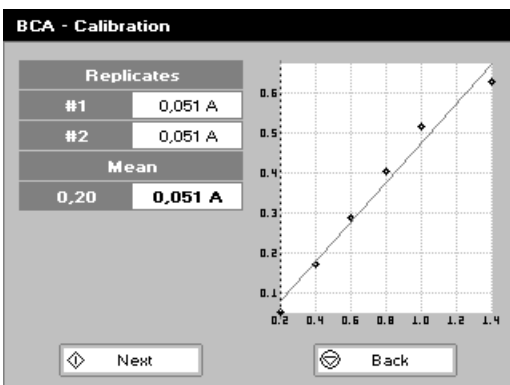 BCA - Calibration
Replicates
#1 0,051 A
#2 0,051 A
Mean
0,20 0,051 A
0.6
0.5
0.4
0.3
0.2
0.1
0.2 0.4 0.6 0.8 1.0 1.2 1.4
Next
Back